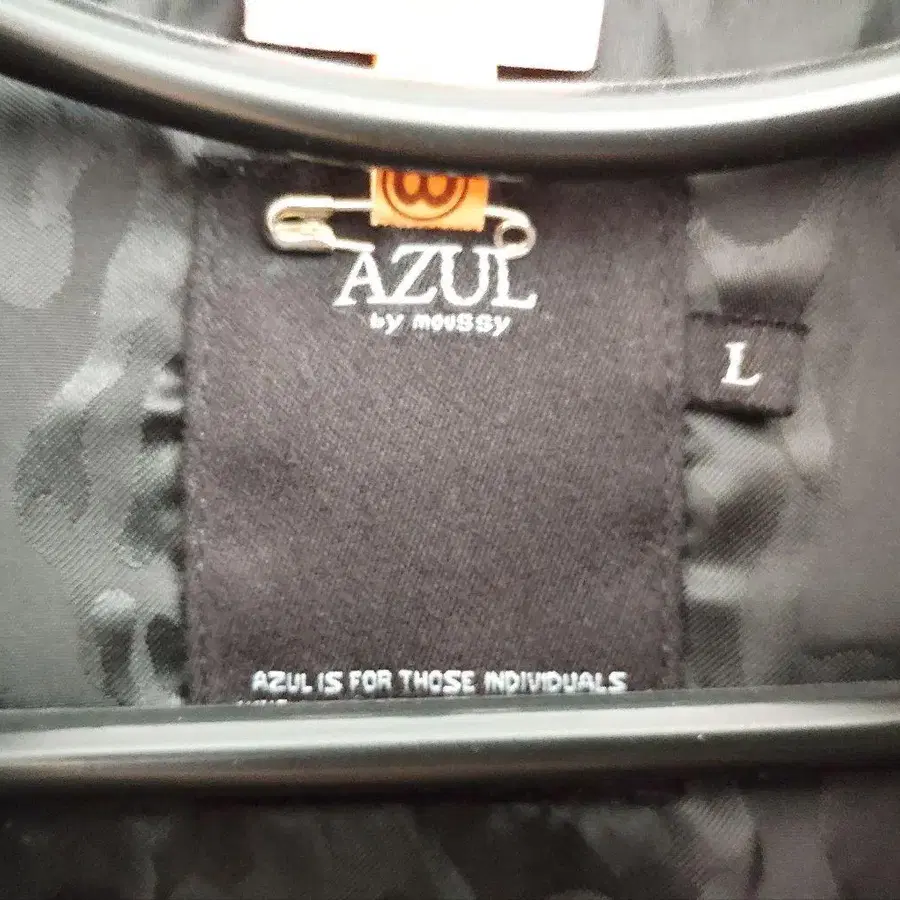 AZUL
by moussy
L
AZUL IS FOR THOSE INDIVIDUALS